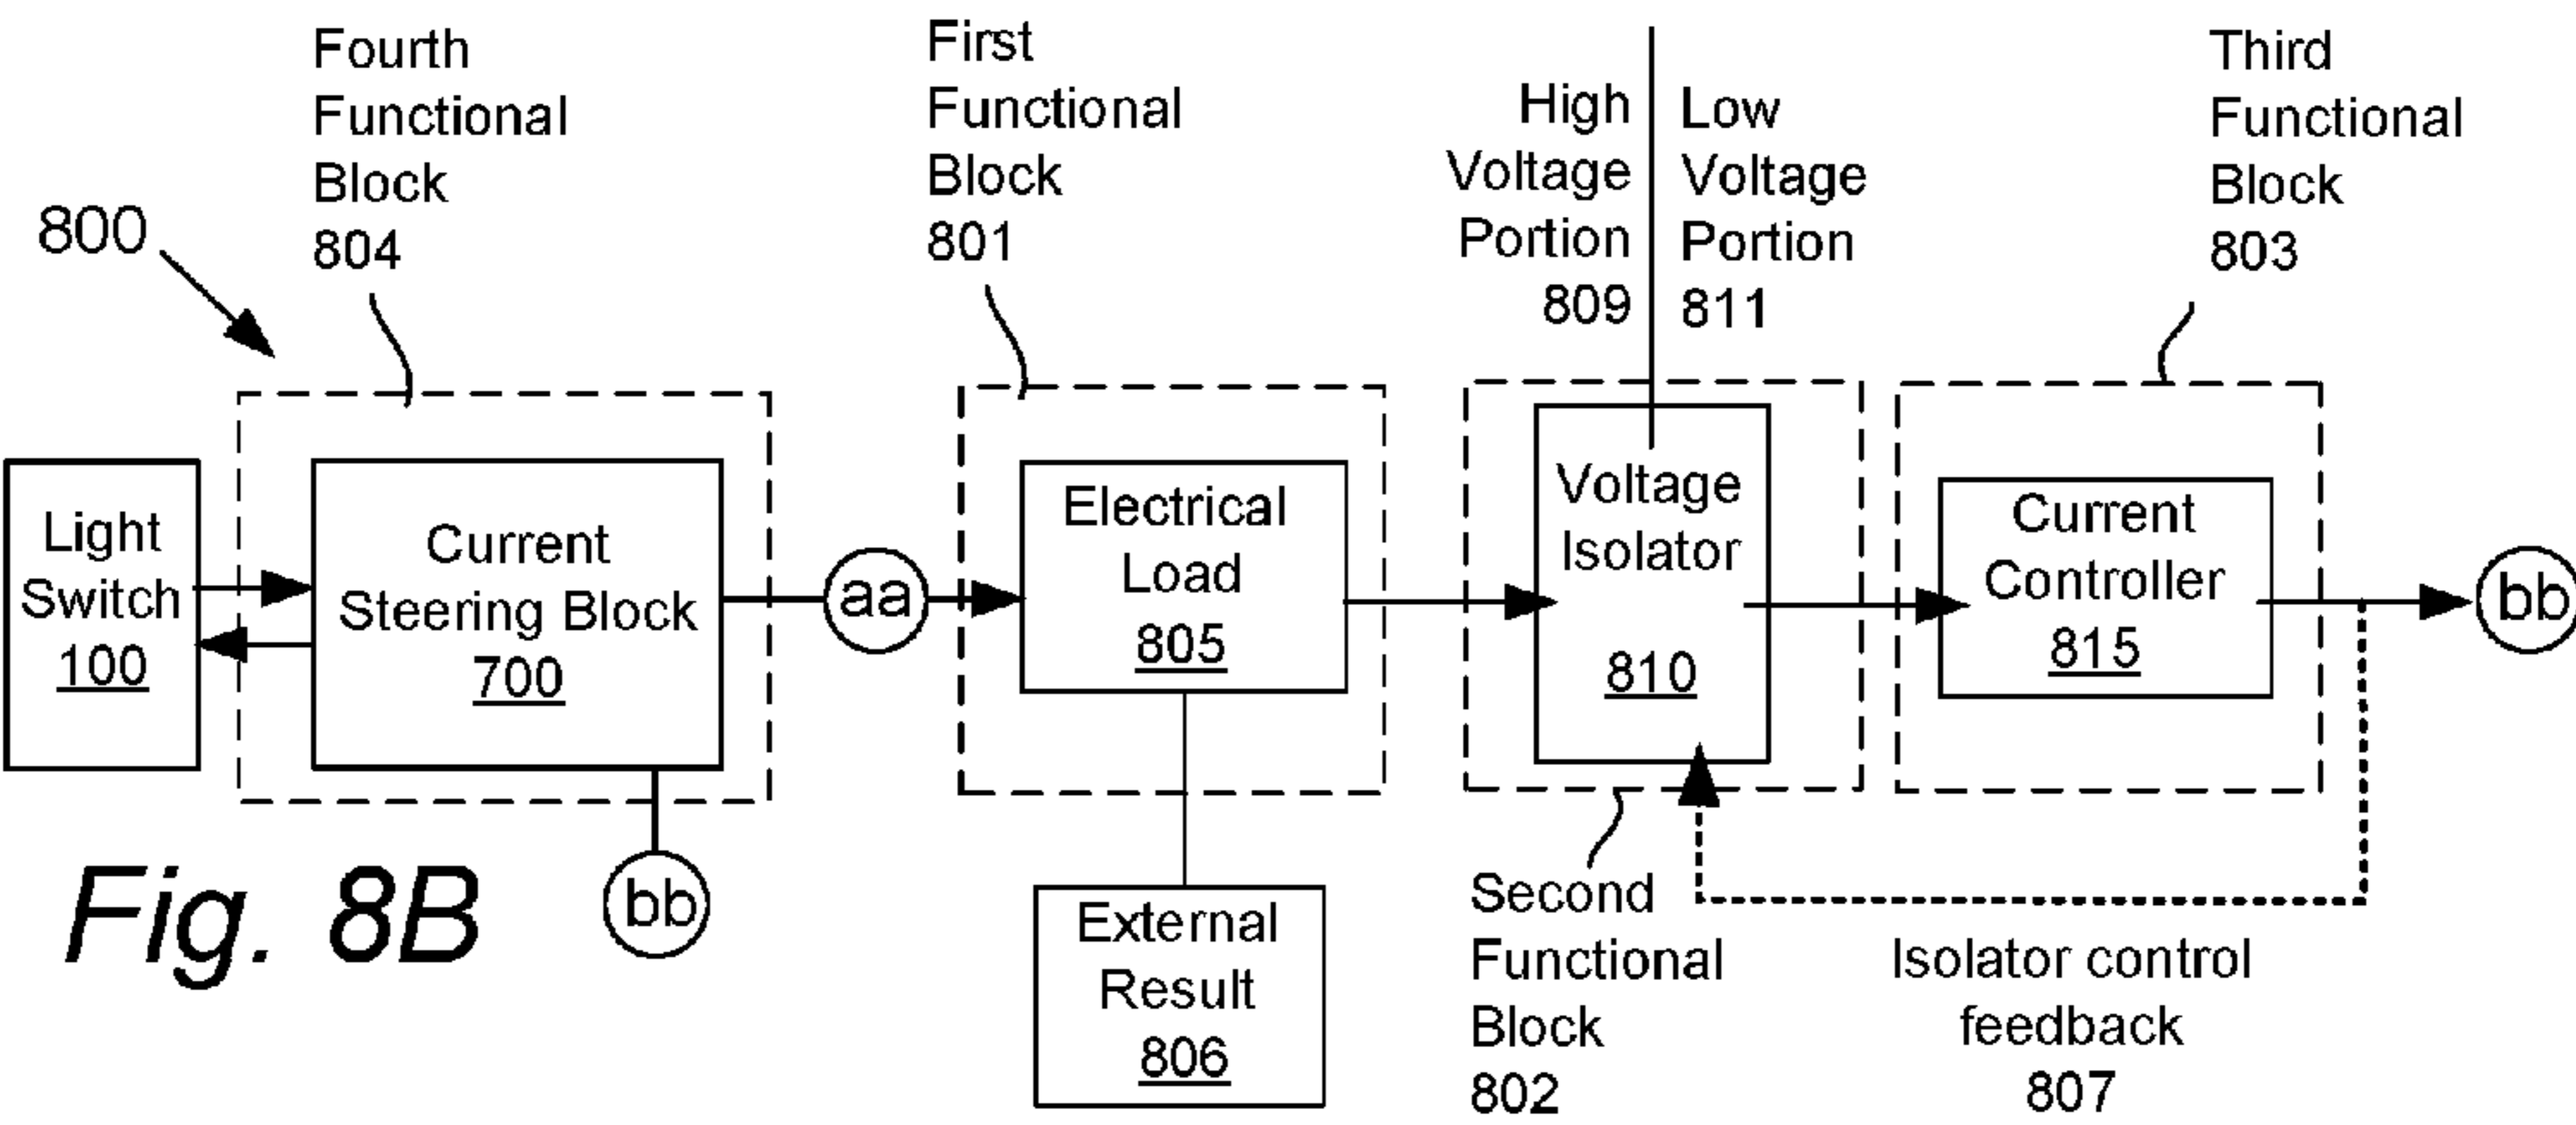 Fourth
Functional
Block
804
First
Functional
Block
801
High
Voltage
Portion
809
Low
Voltage
Portion
811
Third
Functional
Block
803
800
Light
Switch
100
Current
Steering Block
700
aa
Electrical
Load
805
Voltage
Isolator
810
Current
Controller
815
bb
bb
Fig. 8B
External
Result
806
Second
Functional
Block
802
Isolator control
feedback
807